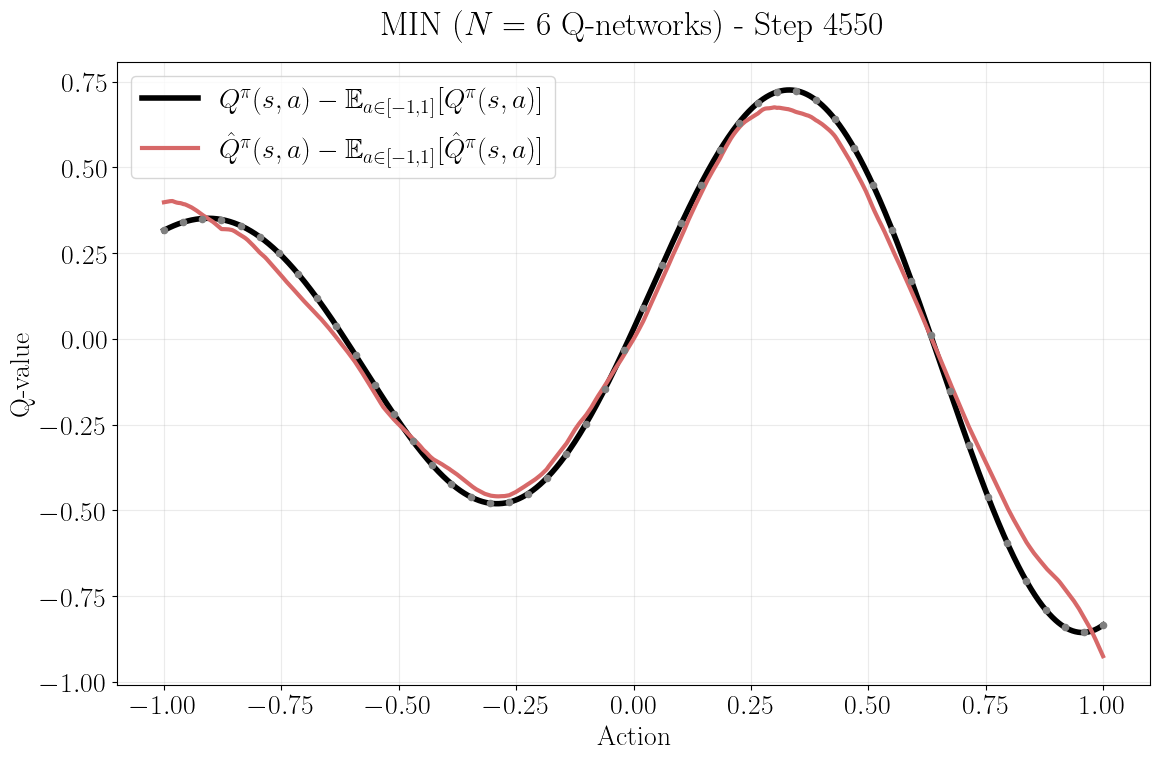 MIN (N = 6 Q-networks) - Step 4550
Q^π(s, a) − 𝔼_{a∈[−1,1]}[Q^π(s, a)]
Q̂^π(s, a) − 𝔼_{a∈[−1,1]}[Q̂^π(s, a)]
0.75
0.50
0.25
0.00
−0.25
−0.50
−0.75
−1.00
Q-value
−1.00 −0.75 −0.50 −0.25 0.00 0.25 0.50 0.75 1.00
Action